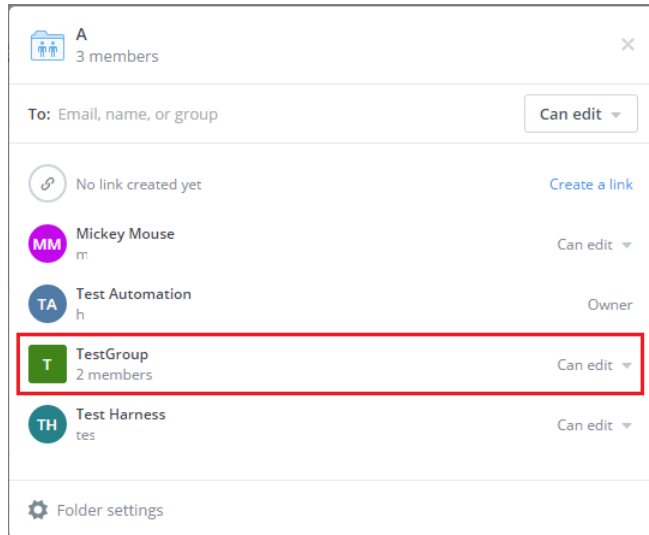 A
3 members
To: Email, name, or group
Can edit
No link created yet
Create a link
MM
Mickey Mouse
m
Can edit
TA
Test Automation
h
Owner
T
TestGroup
2 members
Can edit
TH
Test Harness
tes
Can edit
Folder settings